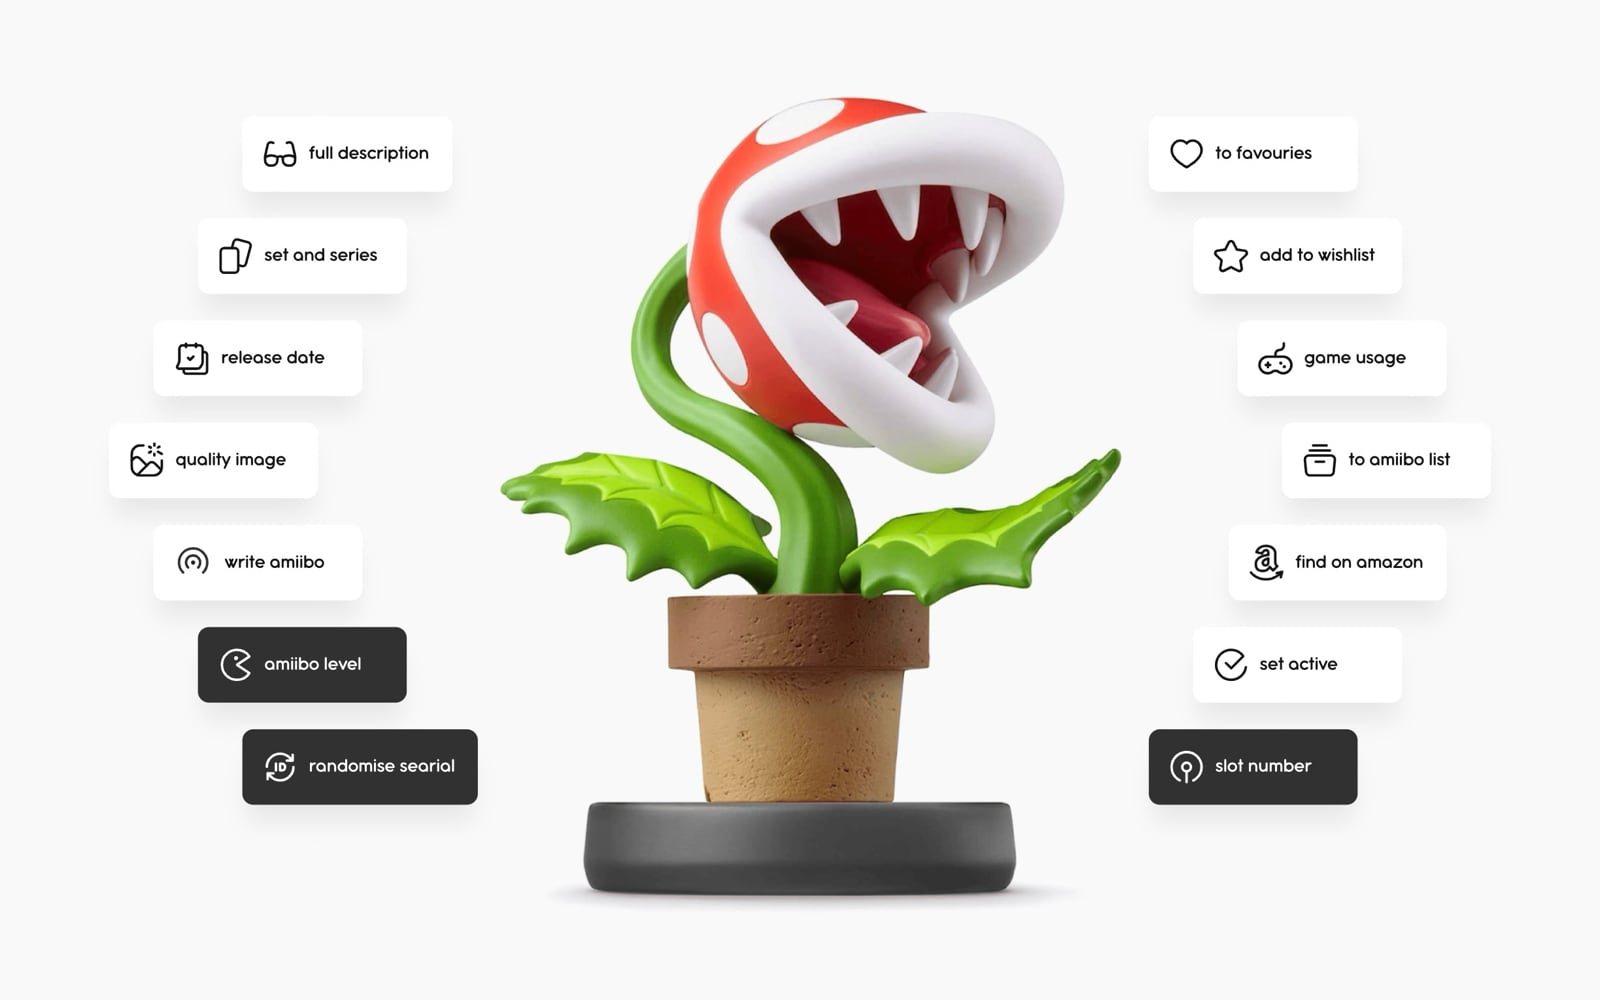 full description
set and series
release date
quality image
write amiibo
amiibo level
ID
randomise searial
to favouries
add to wishlist
game usage
to amiibo list
a
find on amazon
set active
slot number